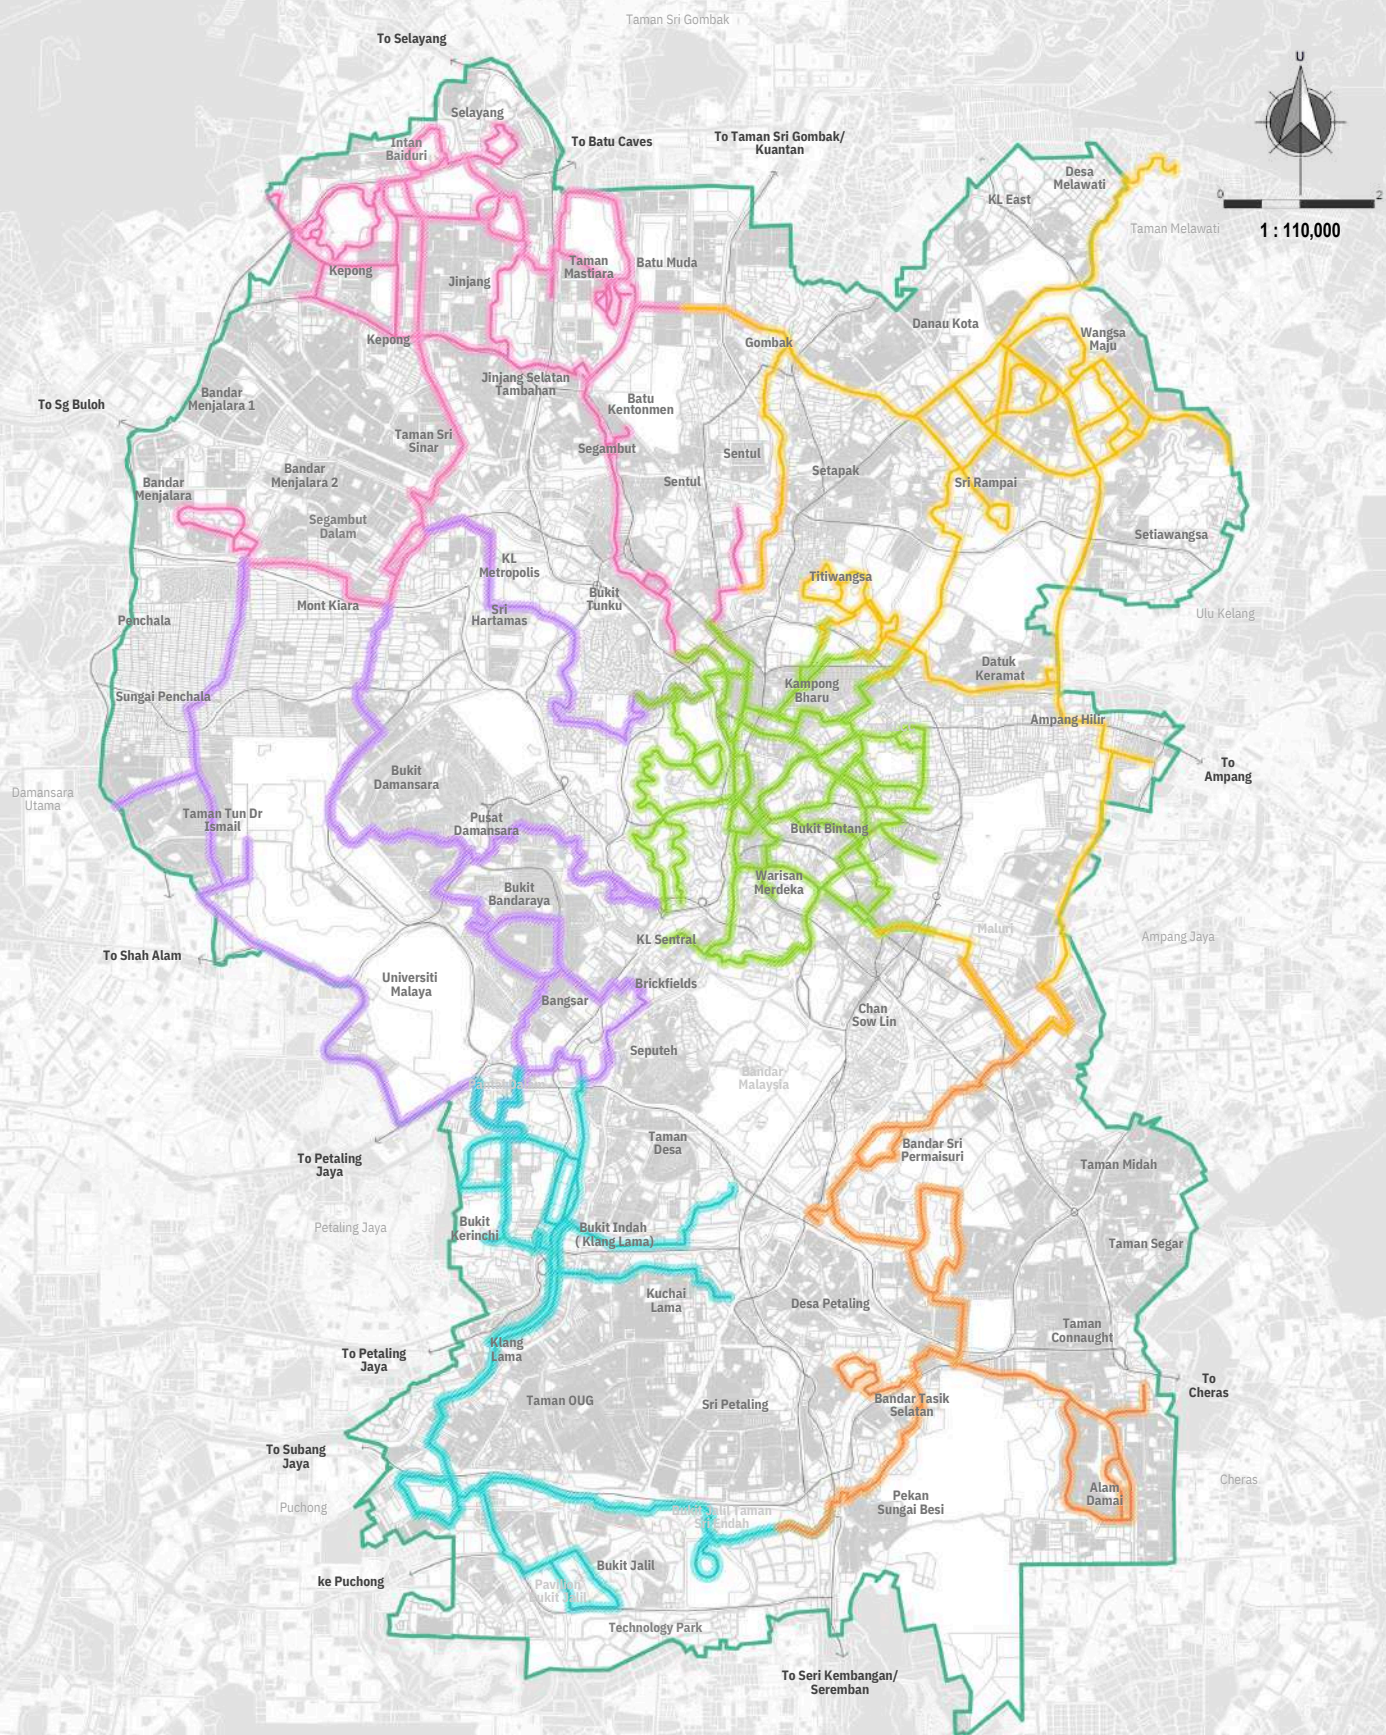 Taman Sri Gombak
To Selayang
U
Selayang
To Batu Caves
To Taman Sri Gombak/
Kuantan
Intan
Baiduri
Desa
Melawati
KL East
0
2
1 : 110,000
Taman Melawati
Kepong
Jinjang
Taman
Mastiara
Batu Muda
Danau Kota
Wangsa
Maju
Kepong
Gombak
Jinjang Selatan
Tambahan
Bandar
Menjalara 1
To Sg Buloh
Batu
Kentonmen
Taman Sri
Sinar
Segambut
Sentul
Setapak
Bandar
Menjalara 2
Bandar
Menjalara
Sentul
Sri Rampai
Segambut
Dalam
Setiawangsa
KL
Metropolis
Titiwangsa
Bukit
Tunku
Mont Kiara
Sri
Hartamas
Penchala
Ulu Kelang
Datuk
Keramat
Sungai Penchala
Kampong
Bharu
Ampang Hilir
To
Ampang
Bukit
Damansara
Damansara
Utama
Taman Tun Dr
Ismail
Pusat
Damansara
Bukit Bintang
Warisan
Merdeka
Bukit
Bandaraya
Maluri
KL Sentral
Ampang Jaya
To Shah Alam
Universiti
Malaya
Brickfields
Bangsar
Chan
Sow Lin
Seputeh
Bandar
Malaysia
Taman
Desa
Bandar Sri
Permaisuri
To Petaling
Jaya
Taman Midah
Petaling Jaya
Bukit
Kerinchi
Bukit Indah
( Klang Lama)
Taman Segar
Kuchai
Lama
Desa Petaling
Taman
Connaught
Klang
Lama
To Petaling
Jaya
To
Cheras
Taman OUG
Sri Petaling
Bandar Tasik
Selatan
To Subang
Jaya
Cheras
Puchong
Alam
Damai
Pekan
Sungai Besi
Bukit Jalil Taman
Sri Endah
Bukit Jalil
ke Puchong
Pavilion
Bukit Jalil
Technology Park
To Seri Kembangan/
Seremban